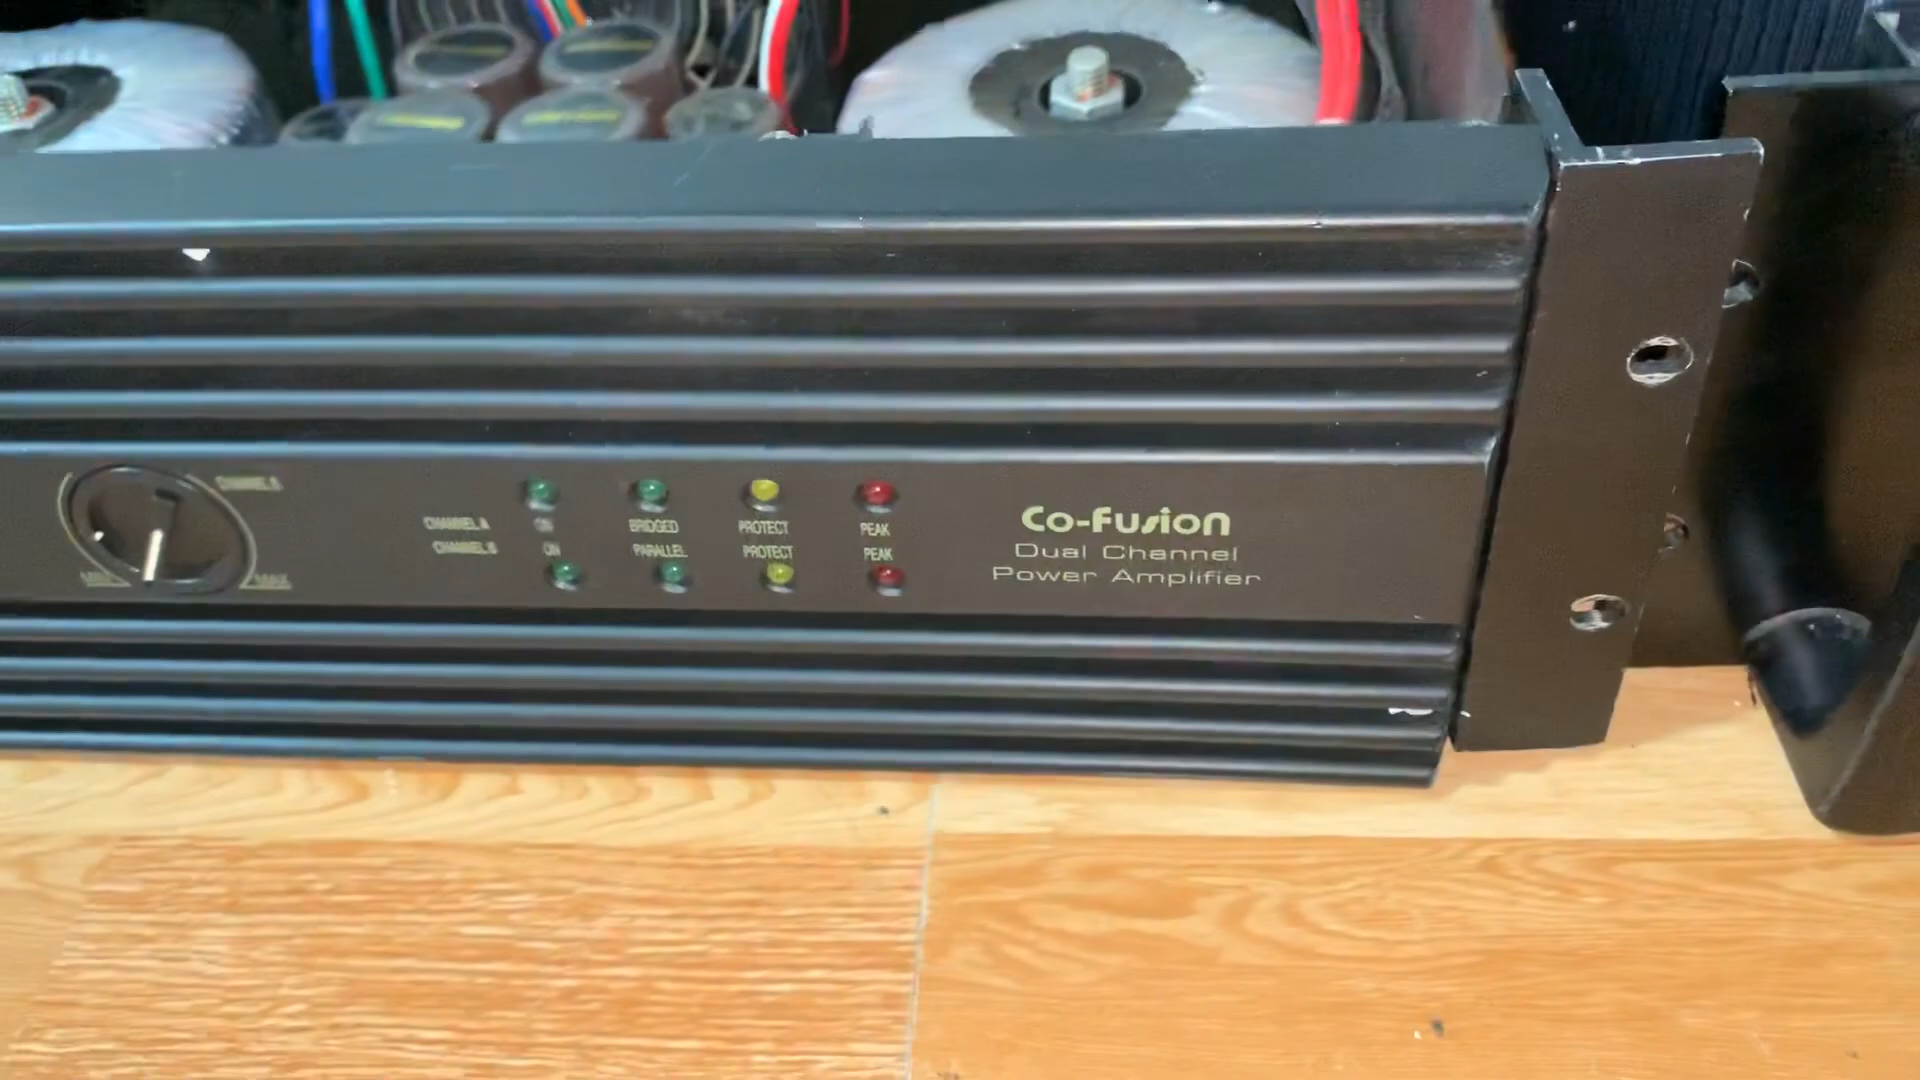 CHANNEL A
MIN
MAX
CHANNEL A ON BRIDGED PROTECT PEAK
CHANNEL B ON PARALLEL PROTECT PEAK
Co-Fusion
Dual Channel
Power Amplifier